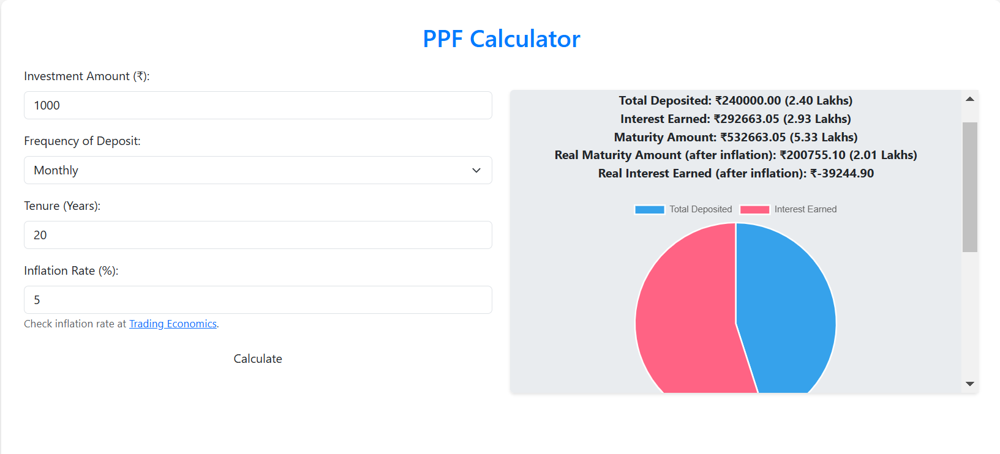 PPF Calculator
Investment Amount (₹):
1000
Frequency of Deposit:
Monthly
Tenure (Years):
20
Inflation Rate (%):
5
Check inflation rate at Trading Economics.
Calculate
Total Deposited: ₹240000.00 (2.40 Lakhs)
Interest Earned: ₹292663.05 (2.93 Lakhs)
Maturity Amount: ₹532663.05 (5.33 Lakhs)
Real Maturity Amount (after inflation): ₹200755.10 (2.01 Lakhs)
Real Interest Earned (after inflation): ₹-39244.90
Total Deposited Interest Earned